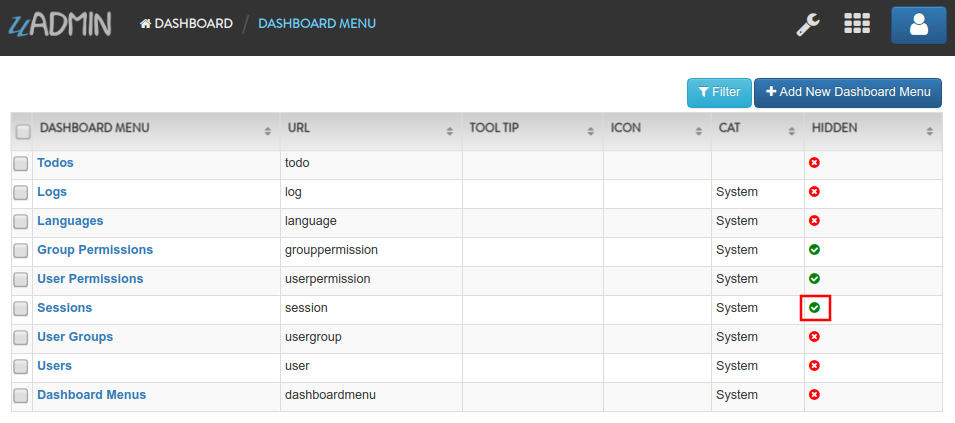 uADMIN DASHBOARD / DASHBOARD MENU
Filter + Add New Dashboard Menu
DASHBOARD MENU URL TOOL TIP ICON CAT HIDDEN
Todos todo
Logs log System
Languages language System
Group Permissions grouppermission System
User Permissions userpermission System
Sessions session System
User Groups usergroup System
Users user System
Dashboard Menus dashboardmenu System